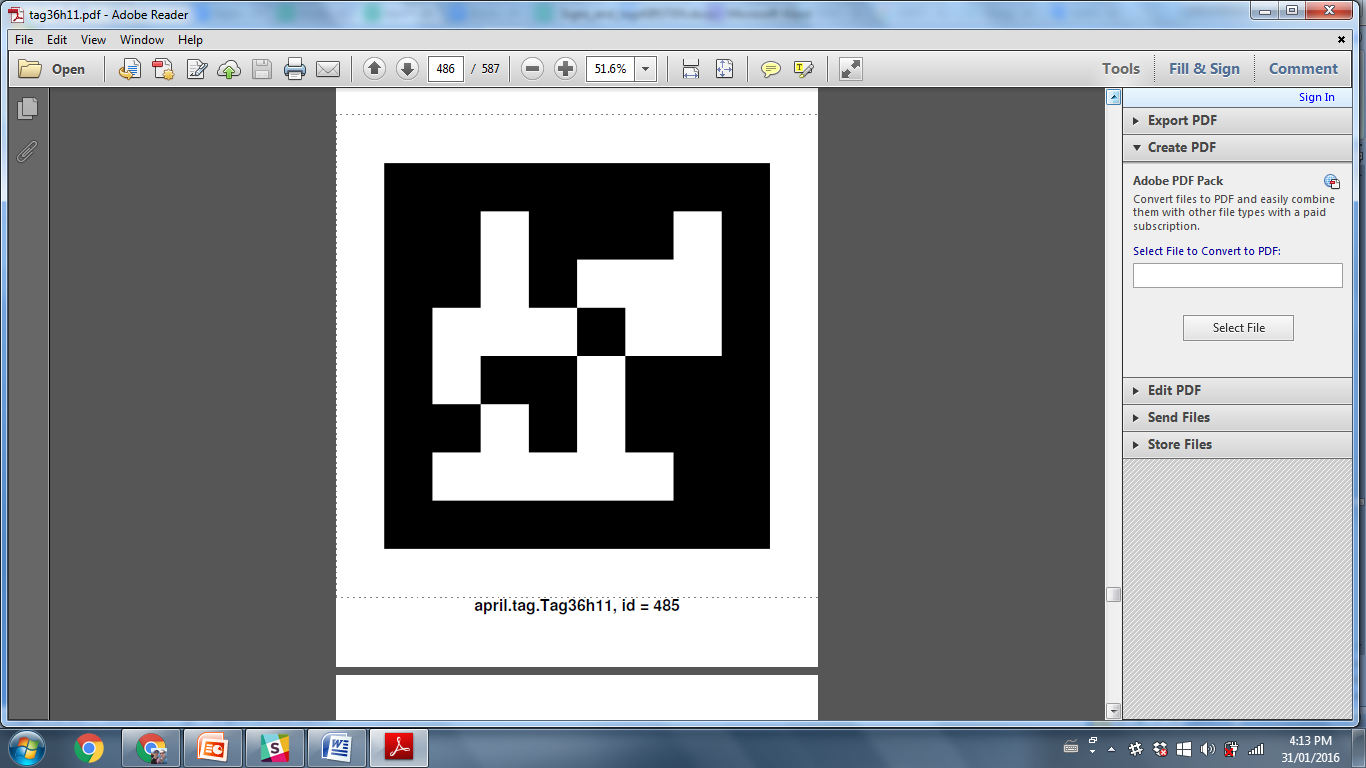 tag36h11.pdf - Adobe Reader
File Edit View Window Help
Open 486 / 587 51.6% Tools Fill & Sign Comment
Sign In
Export PDF
Create PDF
Adobe PDF Pack
Convert files to PDF and easily combine
them with other file types with a paid
subscription.
Select File to Convert to PDF:
Select File
Edit PDF
Send Files
Store Files
april.tag.Tag36h11, id = 485
4:13 PM
31/01/2016